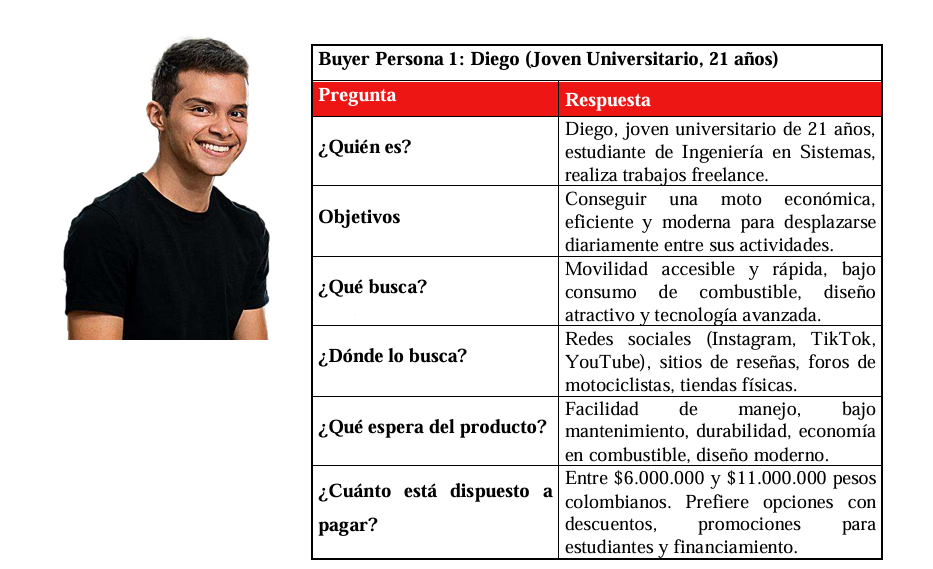 Buyer Persona 1: Diego (Joven Universitario, 21 años)
Pregunta
Respuesta
¿Quién es?
Diego, joven universitario de 21 años,
estudiante de Ingeniería en Sistemas,
realiza trabajos freelance.
Objetivos
Conseguir una moto económica,
eficiente y moderna para desplazarse
diariamente entre sus actividades.
¿Qué busca?
Movilidad accesible y rápida, bajo
consumo de combustible, diseño
atractivo y tecnología avanzada.
¿Dónde lo busca?
Redes sociales (Instagram, TikTok,
YouTube), sitios de reseñas, foros de
motociclistas, tiendas físicas.
¿Qué espera del producto?
Facilidad de manejo, bajo
mantenimiento, durabilidad, economía
en combustible, diseño moderno.
¿Cuánto está dispuesto a
pagar?
Entre $6.000.000 y $11.000.000 pesos
colombianos. Prefiere opciones con
descuentos, promociones para
estudiantes y financiamiento.